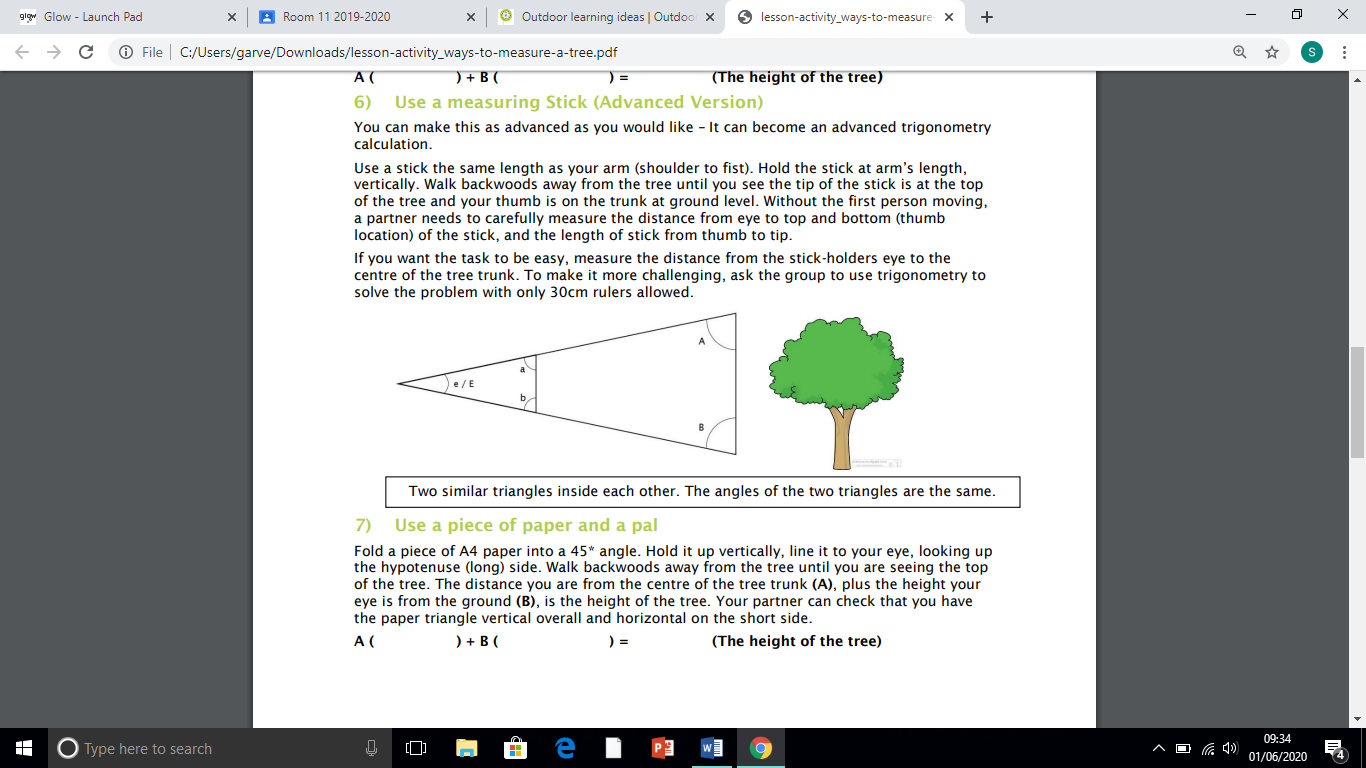 glow
Glow - Launch Pad
Room 11 2019-2020
Outdoor learning ideas | Outdoo
lesson-activity_ways-to-measure
File | C:/Users/garve/Downloads/lesson-activity_ways-to-measure-a-tree.pdf
S
A ( ) + B ( ) = (The height of the tree)
6) Use a measuring Stick (Advanced Version)
You can make this as advanced as you would like – It can become an advanced trigonometry
calculation.
Use a stick the same length as your arm (shoulder to fist). Hold the stick at arm's length,
vertically. Walk backwoods away from the tree until you see the tip of the stick is at the top
of the tree and your thumb is on the trunk at ground level. Without the first person moving,
a partner needs to carefully measure the distance from eye to top and bottom (thumb
location) of the stick, and the length of stick from thumb to tip.
If you want the task to be easy, measure the distance from the stick-holders eye to the
centre of the tree trunk. To make it more challenging, ask the group to use trigonometry to
solve the problem with only 30cm rulers allowed.
A
a
e / E
b
B
Two similar triangles inside each other. The angles of the two triangles are the same.
7) Use a piece of paper and a pal
Fold a piece of A4 paper into a 45* angle. Hold it up vertically, line it to your eye, looking up
the hypotenuse (long) side. Walk backwoods away from the tree until you are seeing the top
of the tree. The distance you are from the centre of the tree trunk (A), plus the height your
eye is from the ground (B), is the height of the tree. Your partner can check that you have
the paper triangle vertical overall and horizontal on the short side.
A ( ) + B ( ) = (The height of the tree)
Type here to search
09:34
01/06/2020
4